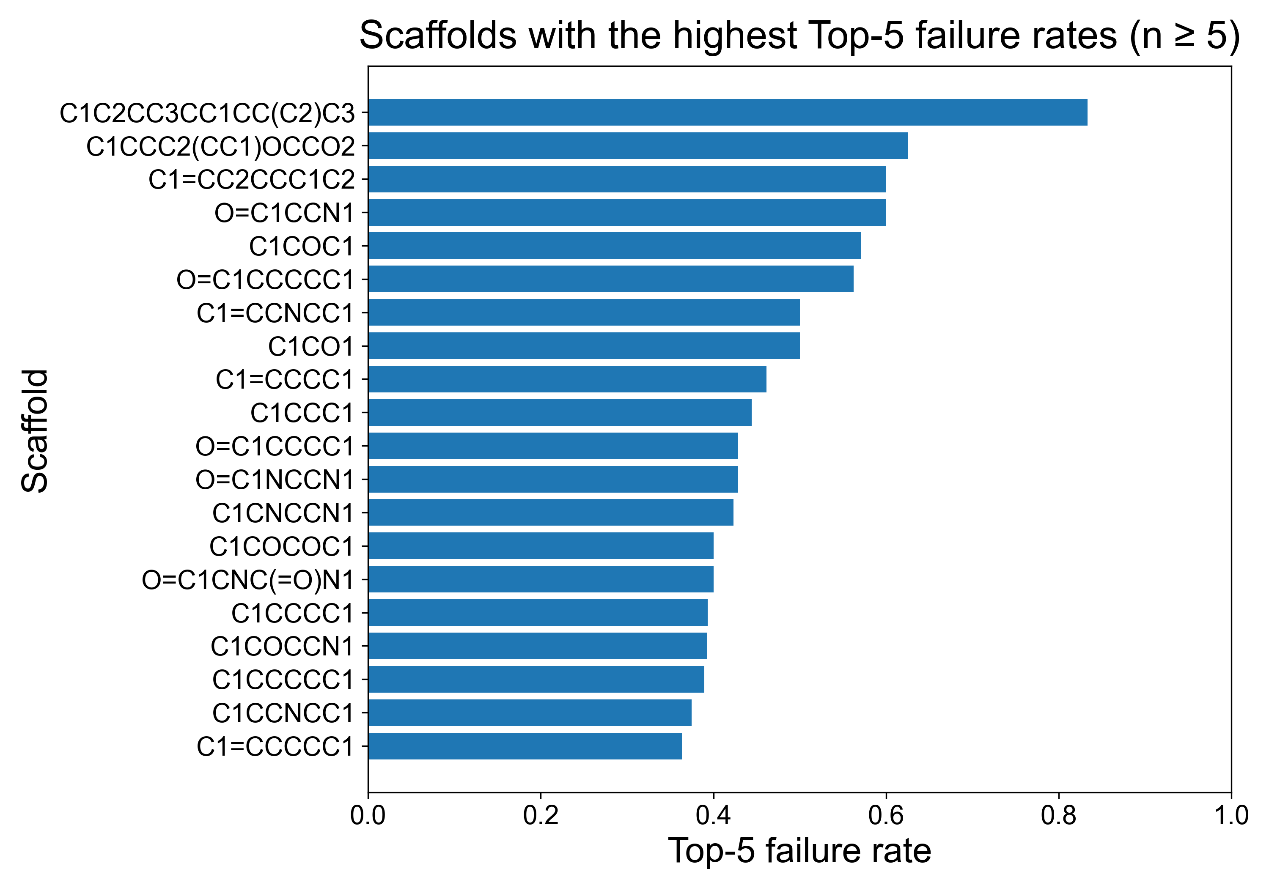 Scaffolds with the highest Top-5 failure rates (n ≥ 5)
Scaffold
C1C2CC3CC1CC(C2)C3
C1CCC2(CC1)OCCO2
C1=CC2CCC1C2
O=C1CCN1
C1COC1
O=C1CCCCC1
C1=CCNCC1
C1CO1
C1=CCCC1
C1CCC1
O=C1CCCC1
O=C1NCCN1
C1CNCCN1
C1COCOC1
O=C1CNC(=O)N1
C1CCCC1
C1COCCN1
C1CCCCC1
C1CCNCC1
C1=CCCCC1
0.0 0.2 0.4 0.6 0.8 1.0
Top-5 failure rate